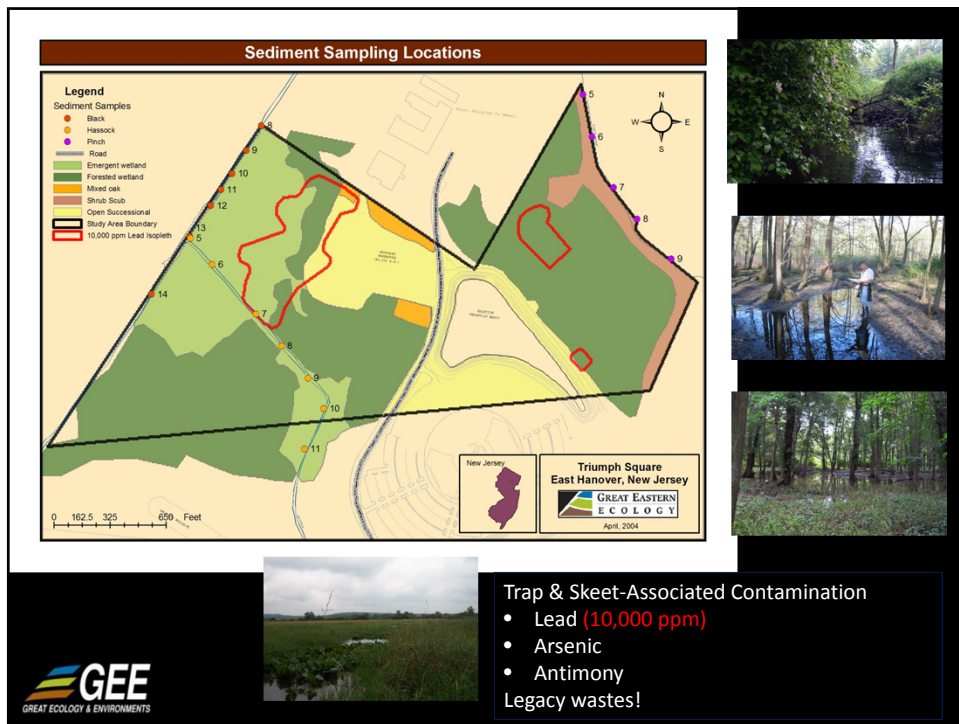 Sediment Sampling Locations
Legend
Sediment Samples
Black
Hassock
Pinch
Road
Emergent wetland
Forested wetland
Mixed oak
Shrub Scub
Open Successional
Study Area Boundary
10,000 ppm Lead Isopleth
8
9
10
11
12
13
5
14
6
7
8
9
10
11
5
6
7
8
9
N
W E
S
0 162.5 325 650 Feet
New Jersey
Triumph Square
East Hanover, New Jersey
GREAT EASTERN
ECOLOGY
April, 2004
Trap & Skeet-Associated Contamination
• Lead (10,000 ppm)
• Arsenic
• Antimony
Legacy wastes!
GEE
GREAT ECOLOGY & ENVIRONMENTS